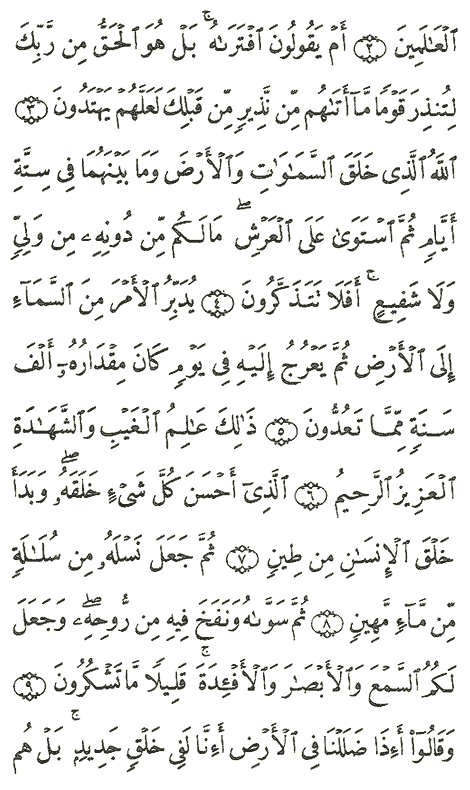 ٱلْعَٰلَمِينَ ﴿٢﴾ أَمْ يَقُولُونَ ٱفْتَرَىٰهُ ۚ بَلْ هُوَ ٱلْحَقُّ مِن رَّبِّكَ
لِتُنذِرَ قَوْمًا مَّآ أَتَىٰهُم مِّن نَّذِيرٍ مِّن قَبْلِكَ لَعَلَّهُمْ يَهْتَدُونَ ﴿٣﴾
ٱللَّهُ ٱلَّذِى خَلَقَ ٱلسَّمَٰوَٰتِ وَٱلْأَرْضَ وَمَا بَيْنَهُمَا فِى سِتَّةِ
أَيَّامٍ ثُمَّ ٱسْتَوَىٰ عَلَى ٱلْعَرْشِ ۖ مَا لَكُم مِّن دُونِهِۦ مِن وَلِىٍّ
وَلَا شَفِيعٍ ۚ أَفَلَا تَتَذَكَّرُونَ ﴿٤﴾ يُدَبِّرُ ٱلْأَمْرَ مِنَ ٱلسَّمَآءِ
إِلَى ٱلْأَرْضِ ثُمَّ يَعْرُجُ إِلَيْهِ فِى يَوْمٍ كَانَ مِقْدَارُهُۥٓ أَلْفَ
سَنَةٍ مِّمَّا تَعُدُّونَ ﴿٥﴾ ذَٰلِكَ عَٰلِمُ ٱلْغَيْبِ وَٱلشَّهَٰدَةِ
ٱلْعَزِيزُ ٱلرَّحِيمُ ﴿٦﴾ ٱلَّذِىٓ أَحْسَنَ كُلَّ شَىْءٍ خَلَقَهُۥ ۖ وَبَدَأَ
خَلْقَ ٱلْإِنسَٰنِ مِن طِينٍ ﴿٧﴾ ثُمَّ جَعَلَ نَسْلَهُۥ مِن سُلَٰلَةٍ
مِّن مَّآءٍ مَّهِينٍ ﴿٨﴾ ثُمَّ سَوَّىٰهُ وَنَفَخَ فِيهِ مِن رُّوحِهِۦ ۖ وَجَعَلَ
لَكُمُ ٱلسَّمْعَ وَٱلْأَبْصَٰرَ وَٱلْأَفْـِٔدَةَ ۚ قَلِيلًا مَّا تَشْكُرُونَ ﴿٩﴾
وَقَالُوٓا۟ أَءِذَا ضَلَلْنَا فِى ٱلْأَرْضِ أَءِنَّا لَفِى خَلْقٍ جَدِيدٍۭ ۚ بَلْ هُم